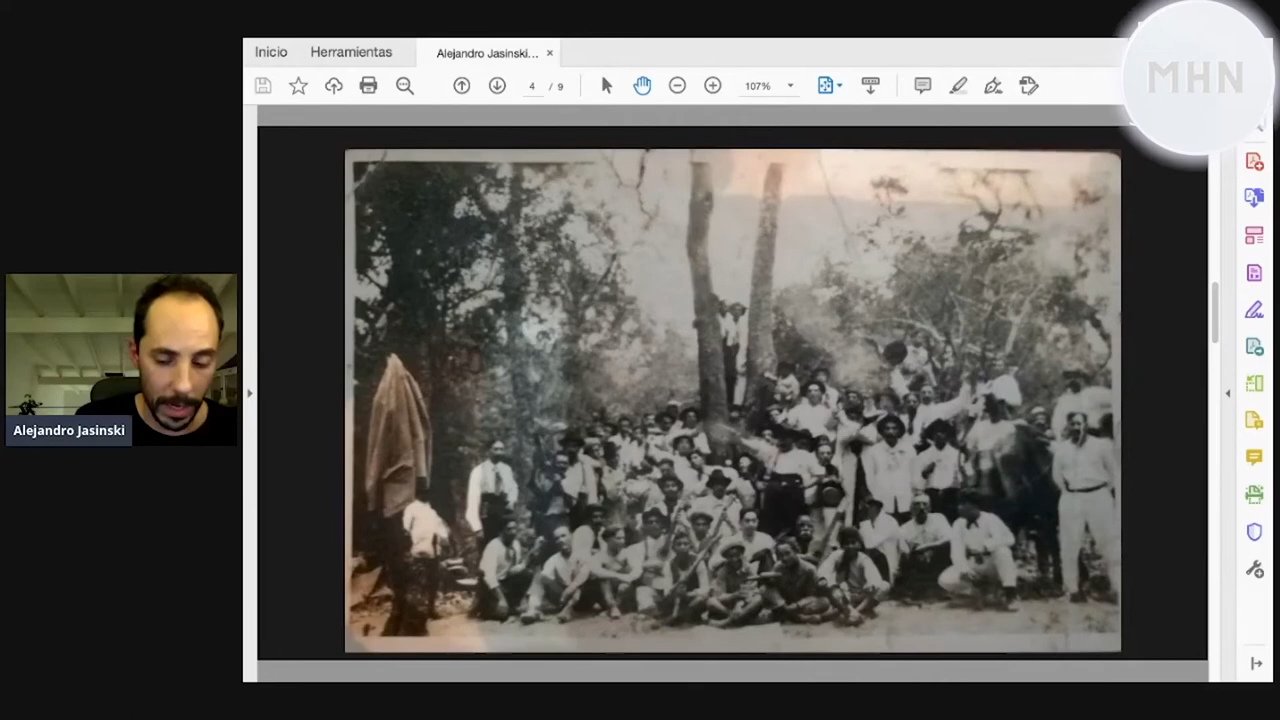 MHN
Inicio
Herramientas
Alejandro Jasinski...
4 / 9
107%
Alejandro Jasinski